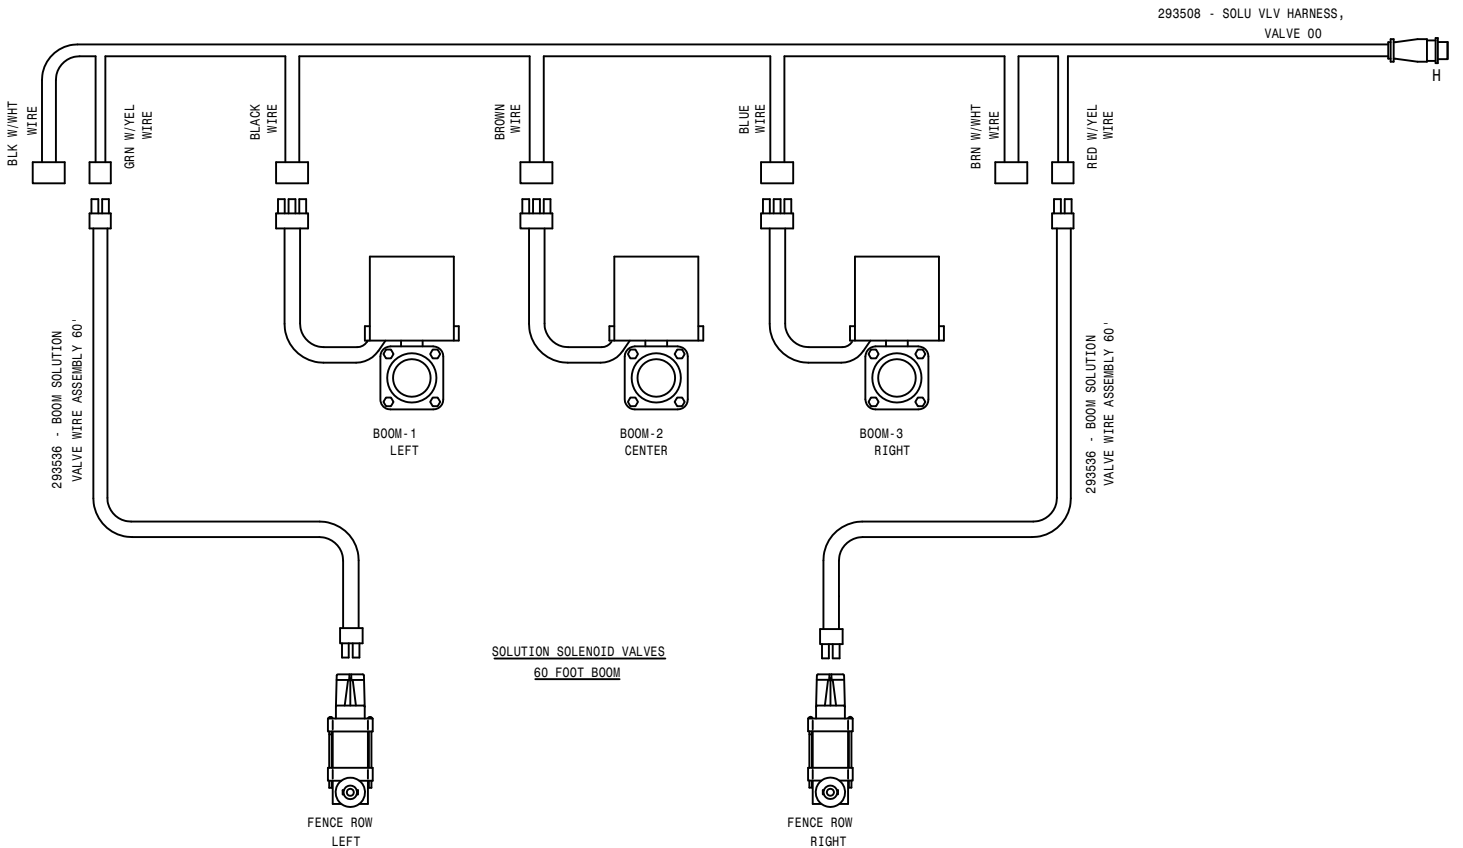 293508 - SOLU VLV HARNESS,
VALVE 00
H
BLK W/WHT
WIRE
GRN W/YEL
WIRE
BLACK
WIRE
BROWN
WIRE
BLUE
WIRE
BRN W/WHT
WIRE
RED W/YEL
WIRE
293536 - BOOM SOLUTION
VALVE WIRE ASSEMBLY 60'
BOOM-1
LEFT
BOOM-2
CENTER
BOOM-3
RIGHT
293536 - BOOM SOLUTION
VALVE WIRE ASSEMBLY 60'
SOLUTION SOLENOID VALVES
60 FOOT BOOM
FENCE ROW
LEFT
FENCE ROW
RIGHT